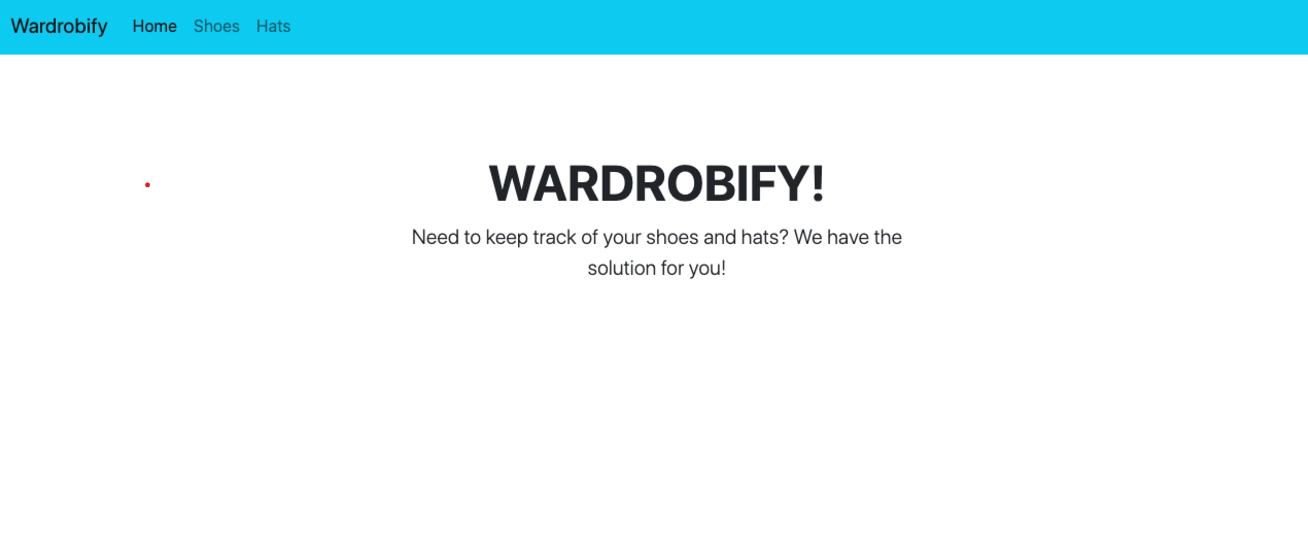 Wardrobify Home Shoes Hats
WARDROBIFY!
Need to keep track of your shoes and hats? We have the
solution for you!